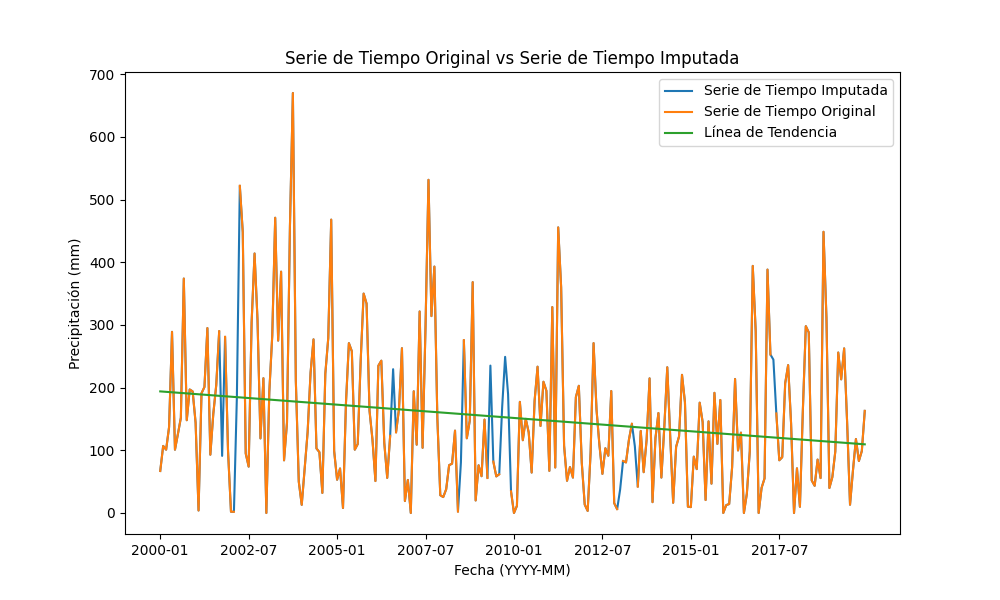 Serie de Tiempo Original vs Serie de Tiempo Imputada
Serie de Tiempo Imputada
Serie de Tiempo Original
Línea de Tendencia
Precipitación (mm)
700
600
500
400
300
200
100
0
2000-01 2002-07 2005-01 2007-07 2010-01 2012-07 2015-01 2017-07
Fecha (YYYY-MM)